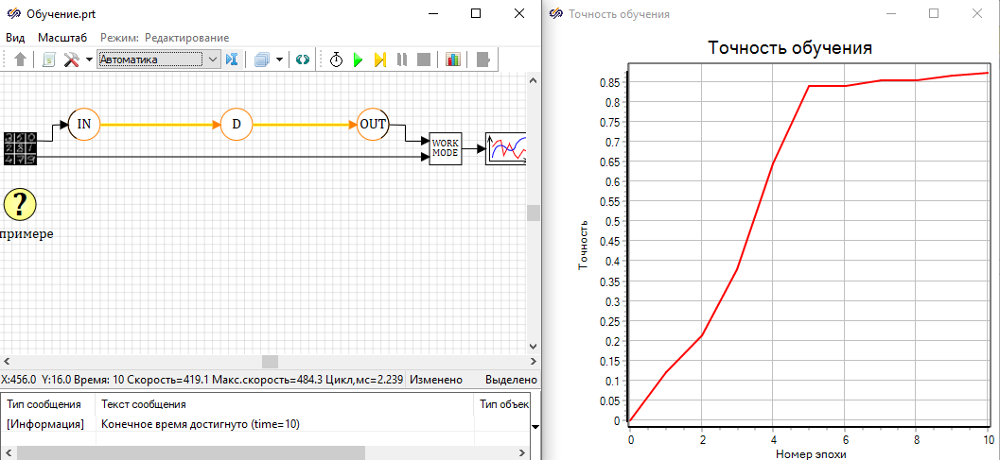 Обучение.prt
Вид Масштаб Режим: Редактирование
Автоматика
IN
D
OUT
WORK
MODE
?
примере
X:456.0 Y:16.0 Время: 10 Скорость=419.1 Макс.скорость=484.3 Цикл,мс=2.239 Изменено Выделено
Тип сообщения Текст сообщения Тип объек
[Информация] Конечное время достигнуто (time=10)
Точность обучения
Точность обучения
Точность
0.85
0.8
0.75
0.7
0.65
0.6
0.55
0.5
0.45
0.4
0.35
0.3
0.25
0.2
0.15
0.1
0.05
0
0 2 4 6 8 10
Номер эпохи